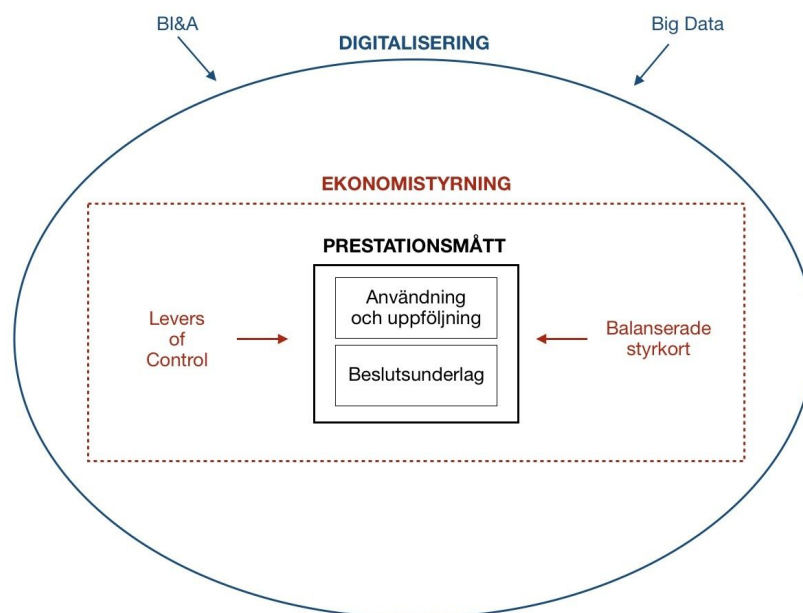 BI&A
Big Data
DIGITALISERING
EKONOMISTYRNING
PRESTATIONSMÅTT
Användning
och uppföljning
Levers
of
Control
Balanserade
styrkort
Beslutsunderlag